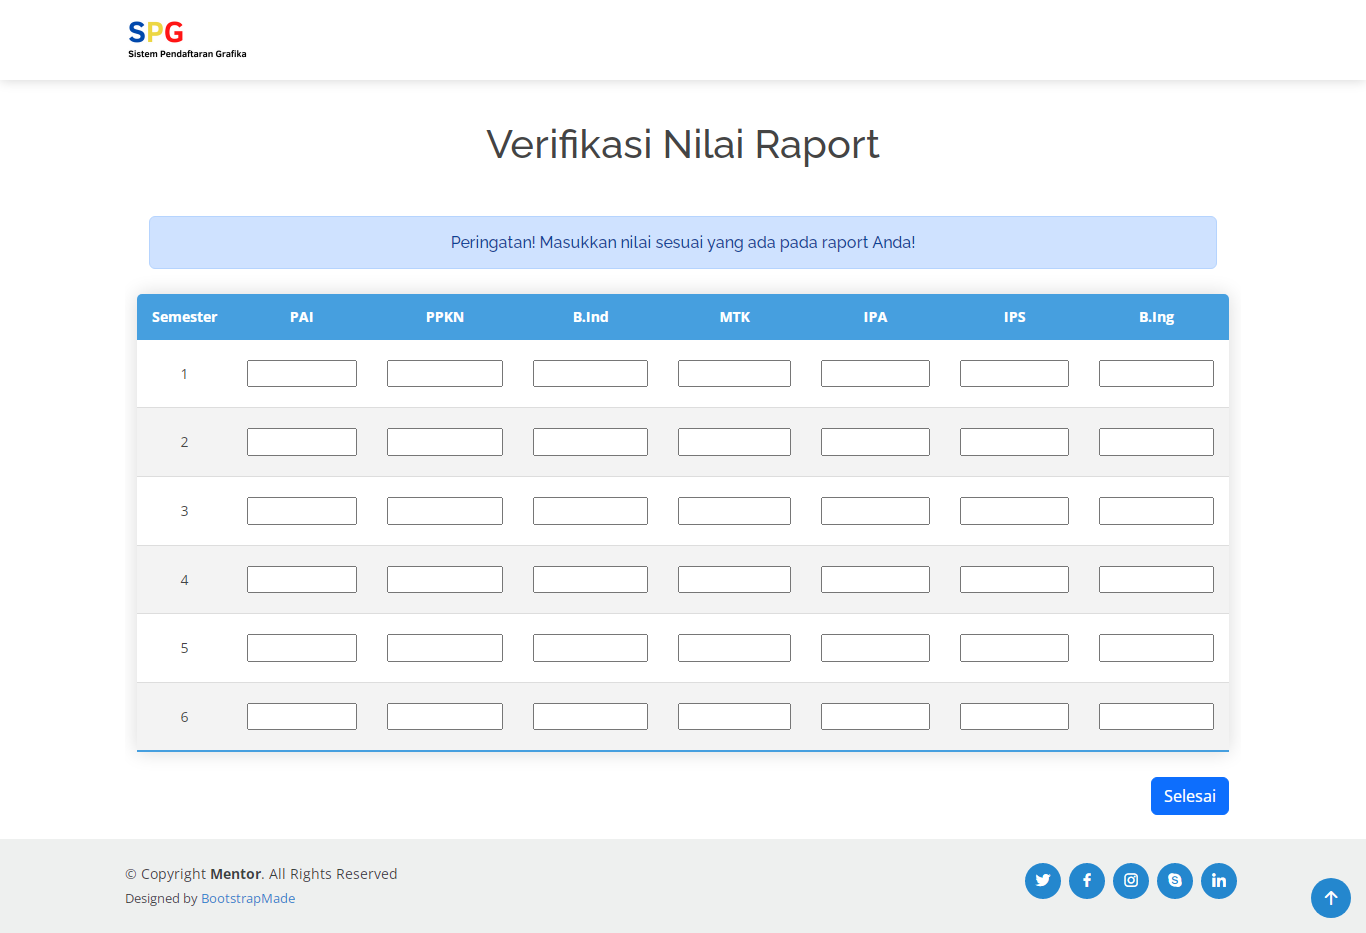 SPG
Sistem Pendaftaran Grafika
Verifikasi Nilai Raport
Peringatan! Masukkan nilai sesuai yang ada pada raport Anda!
Semester PAI PPKN B.Ind MTK IPA IPS B.Ing
1
2
3
4
5
6
Selesai
© Copyright Mentor. All Rights Reserved
Designed by BootstrapMade